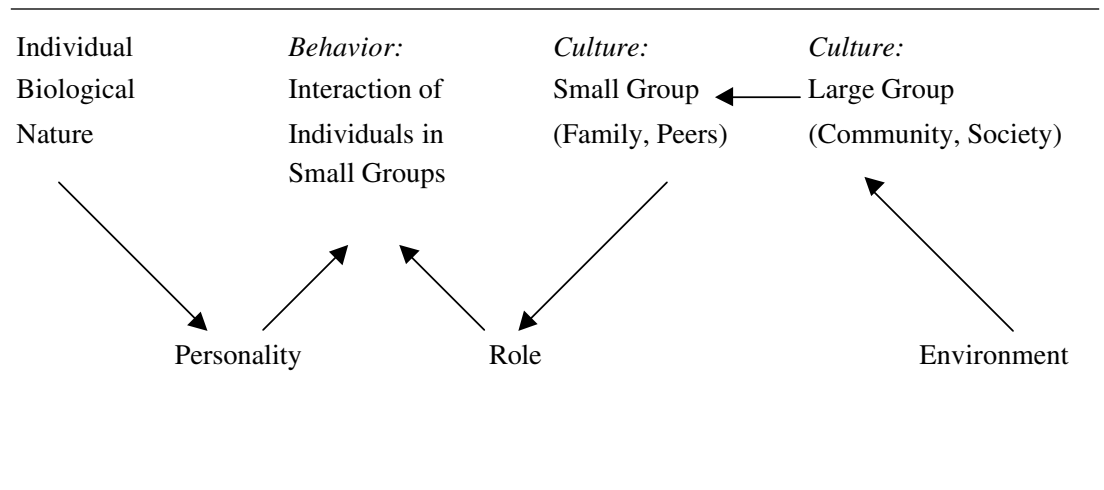 Individual
Biological
Nature
Behavior:
Interaction of
Individuals in
Small Groups
Culture:
Small Group
(Family, Peers)
Culture:
Large Group
(Community, Society)
Personality
Role
Environment